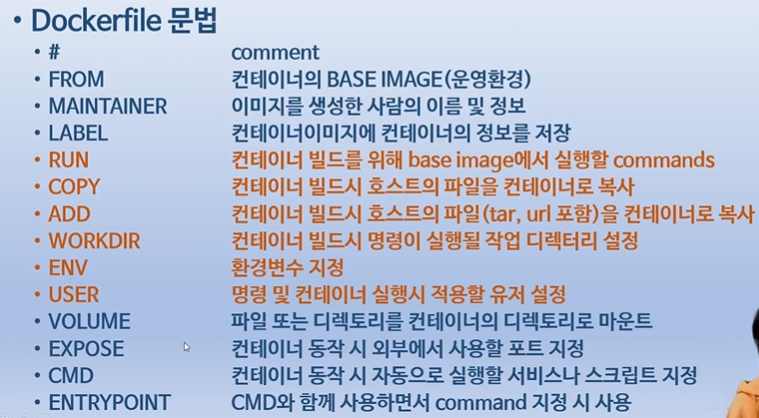 • Dockerfile 문법
• # comment
• FROM 컨테이너의 BASE IMAGE(운영환경)
• MAINTAINER 이미지를 생성한 사람의 이름 및 정보
• LABEL 컨테이너이미지에 컨테이너의 정보를 저장
• RUN 컨테이너 빌드를 위해 base image에서 실행할 commands
• COPY 컨테이너 빌드시 호스트의 파일을 컨테이너로 복사
• ADD 컨테이너 빌드시 호스트의 파일(tar, url 포함)을 컨테이너로 복사
• WORKDIR 컨테이너 빌드시 명령이 실행될 작업 디렉터리 설정
• ENV 환경변수 지정
• USER 명령 및 컨테이너 실행시 적용할 유저 설정
• VOLUME 파일 또는 디렉토리를 컨테이너의 디렉토리로 마운트
• EXPOSE 컨테이너 동작 시 외부에서 사용할 포트 지정
• CMD 컨테이너 동작 시 자동으로 실행할 서비스나 스크립트 지정
• ENTRYPOINT CMD와 함께 사용하면서 command 지정 시 사용